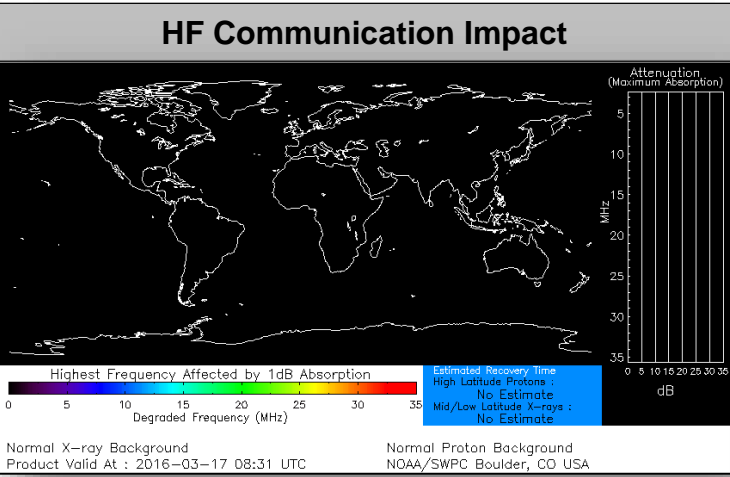 HF Communication Impact
Attenuation
(Maximum Absorption)
5
10
15
20
25
30
35
MHz
0 5 10 15 20 25 30 35
dB
Highest Frequency Affected by 1dB Absorption
0 5 10 15 20 25 30 35
Degraded Frequency (MHz)
Estimated Recovery Time
High Latitude Protons :
No Estimate
Mid/Low Latitude X-rays :
No Estimate
Normal X-ray Background
Normal Proton Background
Product Valid At : 2016-03-17 08:31 UTC
NOAA/SWPC Boulder, CO USA